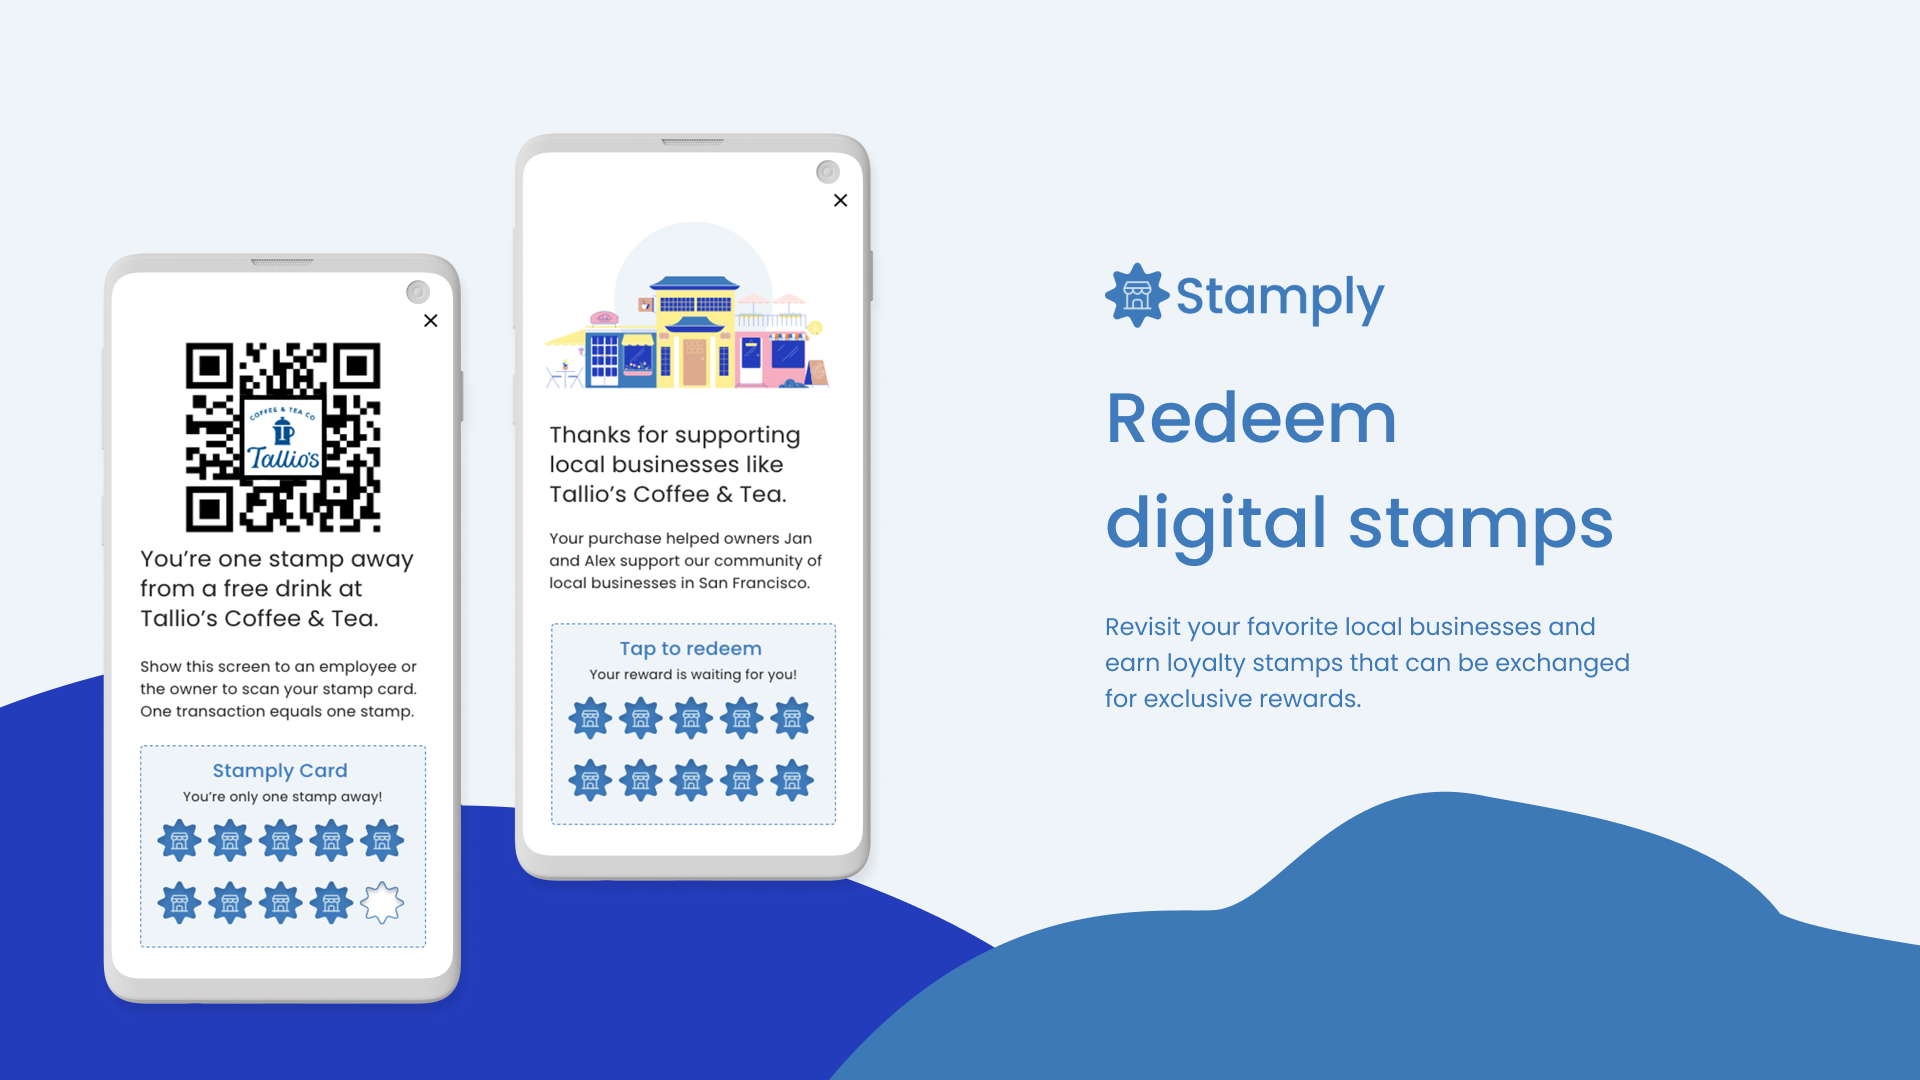 COFFEE & TEA CO
Tallio's
You're one stamp away
from a free drink at
Tallio's Coffee & Tea.
Show this screen to an employee or
the owner to scan your stamp card.
One transaction equals one stamp.
Stamply Card
You're only one stamp away!
Thanks for supporting
local businesses like
Tallio's Coffee & Tea.
Your purchase helped owners Jan
and Alex support our community of
local businesses in San Francisco.
Tap to redeem
Your reward is waiting for you!
Stamply
Redeem
digital stamps
Revisit your favorite local businesses and
earn loyalty stamps that can be exchanged
for exclusive rewards.